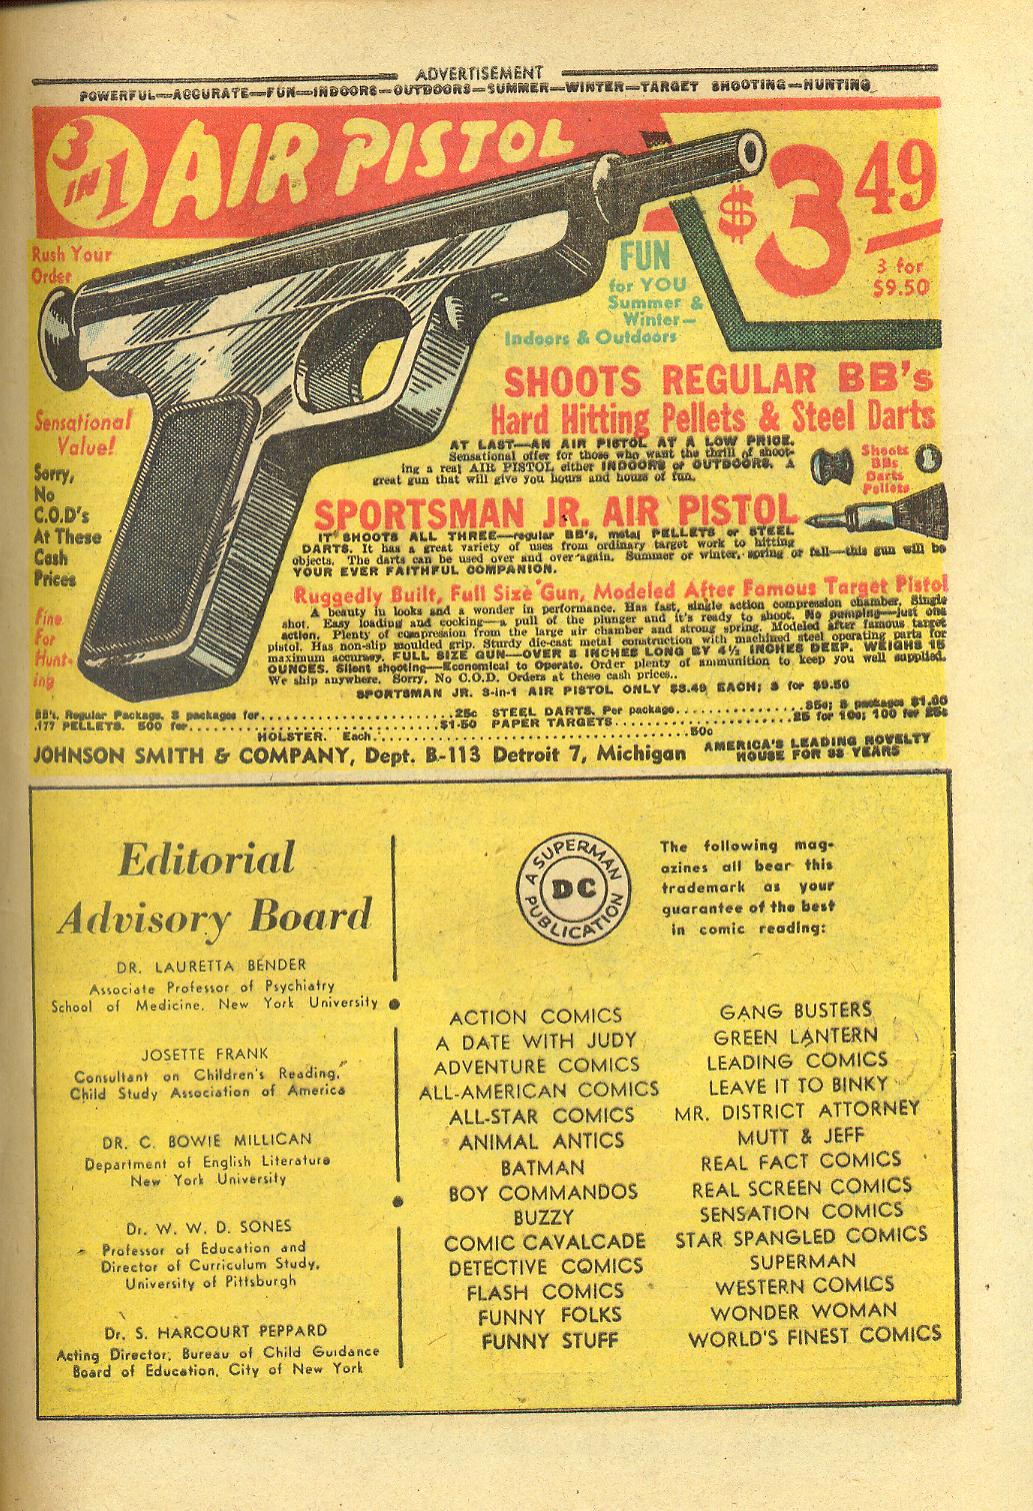 ADVERTISEMENT
POWERFUL—ACCURATE—FUN—INDOORS—OUTDOORS—SUMMER—WINTER—TARGET SHOOTING—HUNTING
3 IN 1
AIR PISTOL
$3 49
3 for
$9.50
Rush Your
Order
FUN
for YOU
Summer &
Winter—
Indoors & Outdoors
SHOOTS REGULAR BB's
Hard Hitting Pellets & Steel Darts
Sensational
Value!
Sorry,
No
C.O.D's
At These
Cash
Prices
Fine
For
Hunt-
ing
AT LAST—AN AIR PISTOL AT A LOW PRICE.
Sensational offer for those who want the thrill of shoot-
ing a real AIR PISTOL either INDOORS or OUTDOORS. A
great gun that will give you hours and hours of fun.
Shoots
BBs
Darts
Pellets
SPORTSMAN JR. AIR PISTOL
IT SHOOTS ALL THREE—regular BB's, metal PELLETS or STEEL
DARTS. It has a great variety of uses from ordinary target work to hitting
objects. The darts can be used over and over again. Summer or winter, spring or fall—this gun will be
YOUR EVER FAITHFUL COMPANION.
Ruggedly Built, Full Size Gun, Modeled After Famous Target Pistol
A beauty in looks and a wonder in performance. Has fast, single action compression chamber. Single
shot. Easy loading and cocking—a pull of the plunger and it's ready to shoot. No pumping—just one
action. Plenty of compression from the large air chamber and strong spring. Modeled after famous target
pistol. Has non-slip moulded grip. Sturdy die-cast metal construction with machined steel operating parts for
maximum accuracy. FULL SIZE GUN—OVER 8 INCHES LONG BY 4½ INCHES DEEP. WEIGHS 15
OUNCES. Silent shooting—Economical to Operate. Order plenty of ammunition to keep you well supplied.
We ship anywhere. Sorry, No C.O.D. Orders at these cash prices..
SPORTSMAN JR. 3-in-1 AIR PISTOL ONLY $3.49 EACH; 3 for $9.50
BB's, Regular Package, 3 packages for..........25c STEEL DARTS, Per package..........35c; 3 packages $1.00
.177 PELLETS. 500 for..........$1.50 PAPER TARGETS..........25 for 10c; 100 for 25c
HOLSTER. Each..........50c
JOHNSON SMITH & COMPANY, Dept. B-113 Detroit 7, Michigan
AMERICA'S LEADING NOVELTY
HOUSE FOR 35 YEARS
Editorial
Advisory Board
DR. LAURETTA BENDER
Associate Professor of Psychiatry
School of Medicine, New York University
JOSETTE FRANK
Consultant on Children's Reading,
Child Study Association of America
DR. C. BOWIE MILLICAN
Department of English Literature
New York University
Dr. W. W. D. SONES
Professor of Education and
Director of Curriculum Study,
University of Pittsburgh
Dr. S. HARCOURT PEPPARD
Acting Director, Bureau of Child Guidance
Board of Education, City of New York
A SUPERMAN
DC
PUBLICATION
The following mag-
azines all bear this
trademark as your
guarantee of the best
in comic reading:
ACTION COMICS
A DATE WITH JUDY
ADVENTURE COMICS
ALL-AMERICAN COMICS
ALL-STAR COMICS
ANIMAL ANTICS
BATMAN
BOY COMMANDOS
BUZZY
COMIC CAVALCADE
DETECTIVE COMICS
FLASH COMICS
FUNNY FOLKS
FUNNY STUFF
GANG BUSTERS
GREEN LANTERN
LEADING COMICS
LEAVE IT TO BINKY
MR. DISTRICT ATTORNEY
MUTT & JEFF
REAL FACT COMICS
REAL SCREEN COMICS
SENSATION COMICS
STAR SPANGLED COMICS
SUPERMAN
WESTERN COMICS
WONDER WOMAN
WORLD'S FINEST COMICS